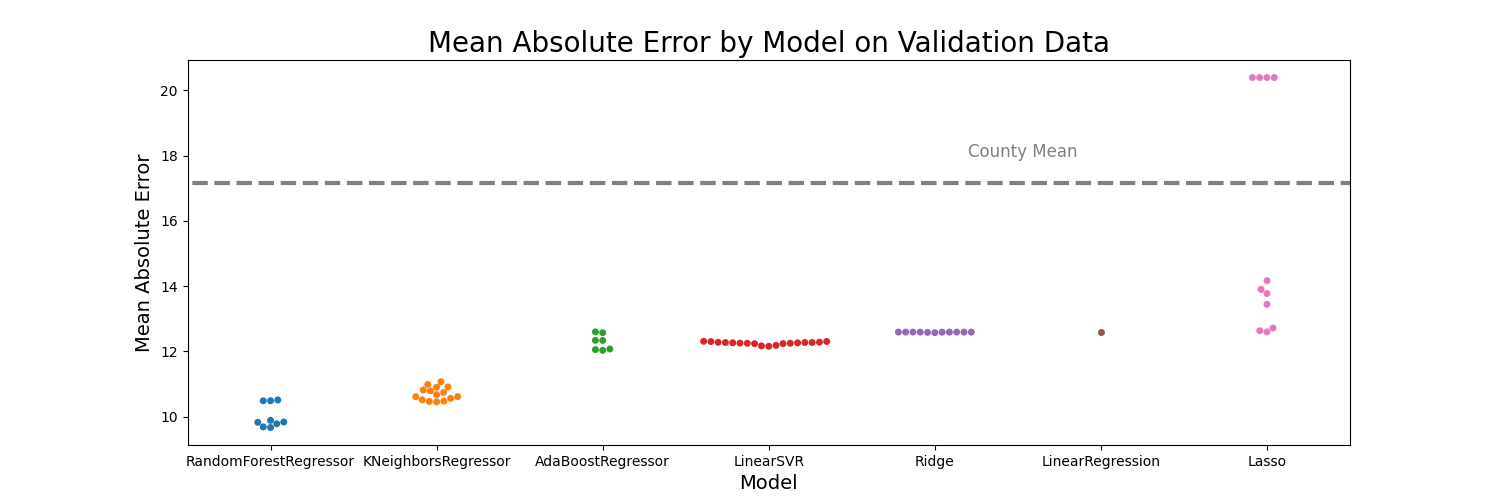 Mean Absolute Error by Model on Validation Data
Mean Absolute Error
20
18
16
14
12
10
County Mean
RandomForestRegressor KNeighborsRegressor AdaBoostRegressor LinearSVR Ridge LinearRegression Lasso
Model